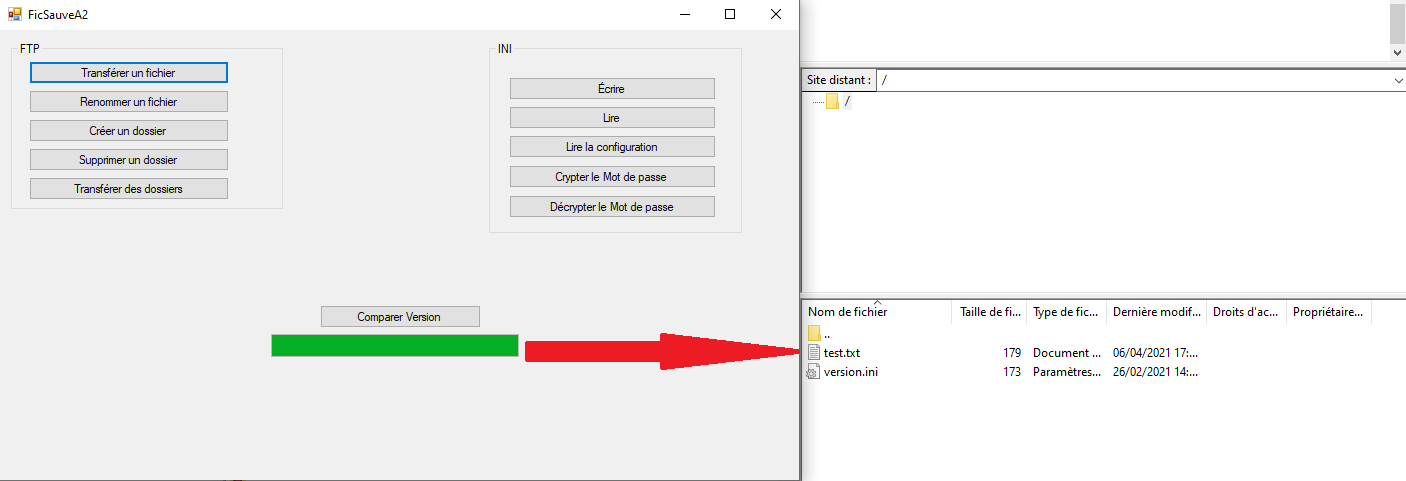 FicSauveA2
FTP
Transférer un fichier
Renommer un fichier
Créer un dossier
Supprimer un dossier
Transférer des dossiers
INI
Écrire
Lire
Lire la configuration
Crypter le Mot de passe
Décrypter le Mot de passe
Comparer Version
Site distant : /
/
Nom de fichier Taille de fi... Type de fic... Dernière modif... Droits d'ac... Propriétaire...
..
test.txt 179 Document ... 06/04/2021 17:...
version.ini 173 Paramètres... 26/02/2021 14:...